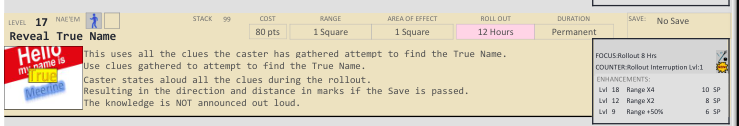 LEVEL 17 NAE'EM STACK 99 COST RANGE AREA OF EFFECT ROLL OUT DURATION SAVE: No Save
Reveal True Name 80 pts 1 Square 1 Square 12 Hours Permanent
Hello
my name is
True
Meerine
This uses all the clues the caster has gathered attempt to find the True Name.
Use clues gathered to attempt to find the True Name.
Caster states aloud all the clues during the rollout.
Resulting in the direction and distance in marks if the Save is passed.
The knowledge is NOT announced out loud.
FOCUS:Rollout 8 Hrs
COUNTER:Rollout Interruption Lvl:1
ENHANCEMENTS:
Lvl 18 Range X4 10 SP
Lvl 12 Range X2 8 SP
Lvl 9 Range +50% 6 SP